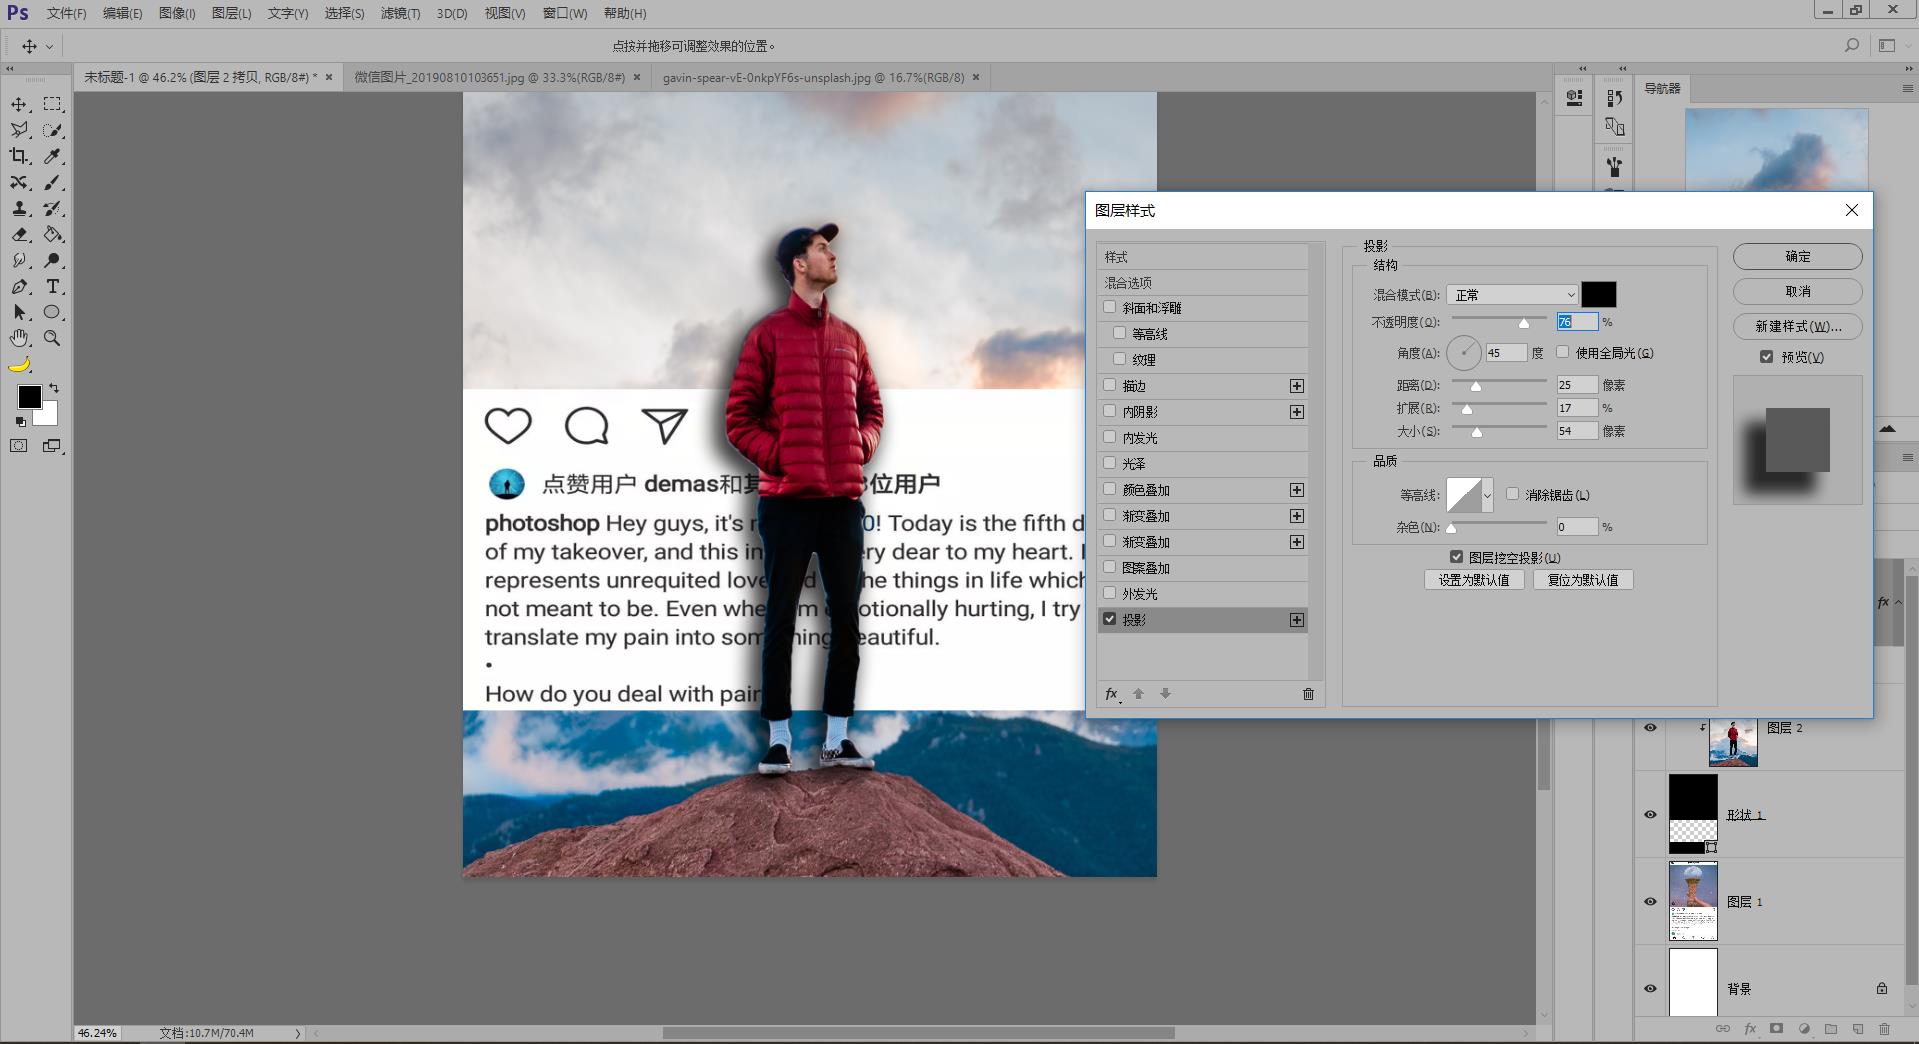 Ps 文件(F) 编辑(E) 图像(I) 图层(L) 文字(Y) 选择(S) 滤镜(T) 3D(D) 视图(V) 窗口(W) 帮助(H)
点按并拖移可调整效果的位置。
未标题-1 @ 46.2% (图层 2 拷贝, RGB/8#) * ×
微信图片_20190810103651.jpg @ 33.3%(RGB/8#) ×
gavin-spear-vE-0nkpYF6s-unsplash.jpg @ 16.7%(RGB/8) ×
导航器
点赞用户 demas和其 位用户
photoshop Hey guys, it's 0! Today is the fifth d
of my takeover, and this in ery dear to my heart. I
represents unrequited love d he things in life which
not meant to be. Even whe m otionally hurting, I try
translate my pain into som hing eautiful.
•
How do you deal with pain
图层样式
样式
混合选项
斜面和浮雕
等高线
纹理
描边
内阴影
内发光
光泽
颜色叠加
渐变叠加
渐变叠加
图案叠加
外发光
投影
fx
投影
结构
混合模式(B): 正常
不透明度(O): 76 %
角度(A): 45 度 使用全局光(G)
距离(D): 25 像素
扩展(R): 17 %
大小(S): 54 像素
品质
等高线: 消除锯齿(L)
杂色(N): 0 %
图层挖空投影(U)
设置为默认值 复位为默认值
确定
取消
新建样式(W)...
预览(V)
fx
图层 2
形状 1
图层 1
背景
fx
46.24% 文档:10.7M/70.4M